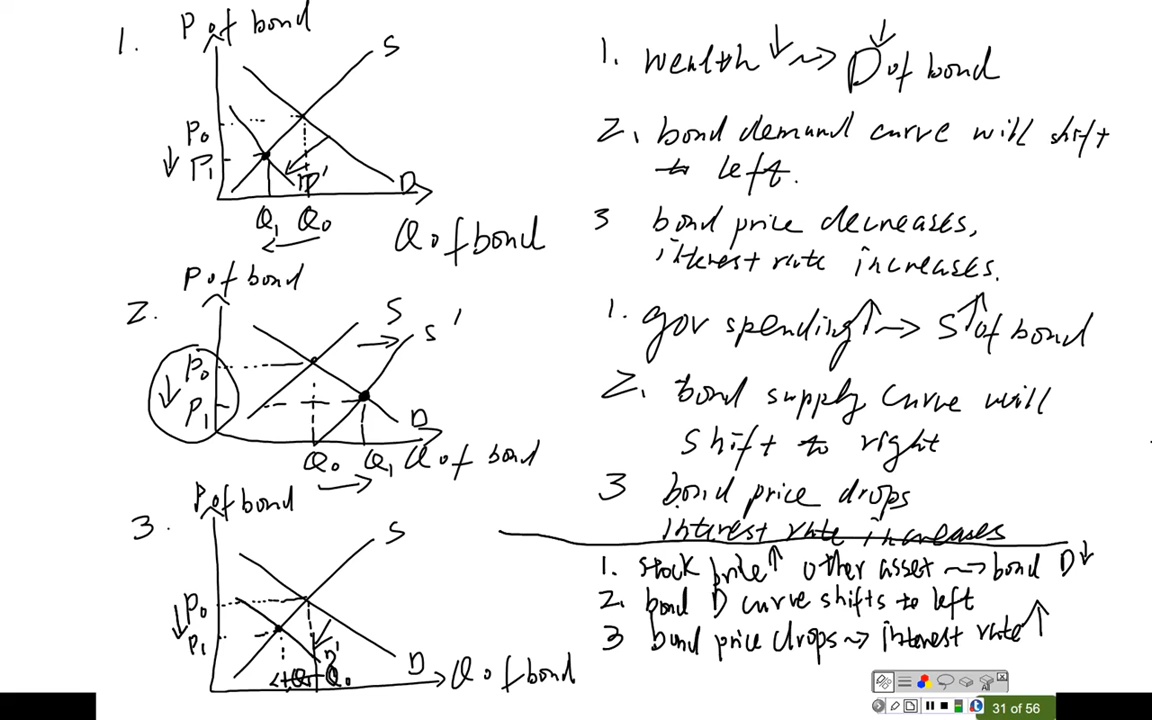 1.
P of bond
S
P₀
↓ P₁
D'
D
Q₁ Q₀
←
Q of bond
2.
P of bond
S
S'
→
P₀
↓ P₁
D
Q₀ Q₁ Q of bond
→
3.
P of bond
S
P₀
↓ P₁
D'
D
Q₀
Q of bond
1. wealth ↓ ~> D↓ of bond
2. bond demand curve will shift
to left.
3 bond price decreases,
interest rate increases.
1. gov spending↑ ~> S↑ of bond
2. bond supply curve will
shift to right
3 bond price drops
interest rate increases
1. stock price↑ other asset ~> bond D↓
2. bond D curve shifts to left
3 bond price drops ~> interest rate↑
31 of 56